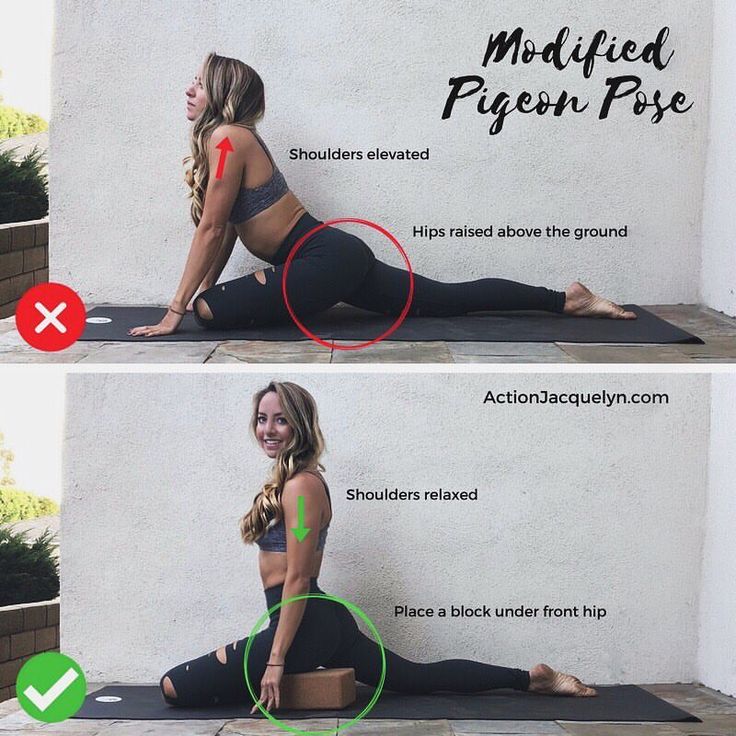 Modified
Pigeon Pose
Shoulders elevated
Hips raised above the ground
ActionJacquelyn.com
Shoulders relaxed
Place a block under front hip